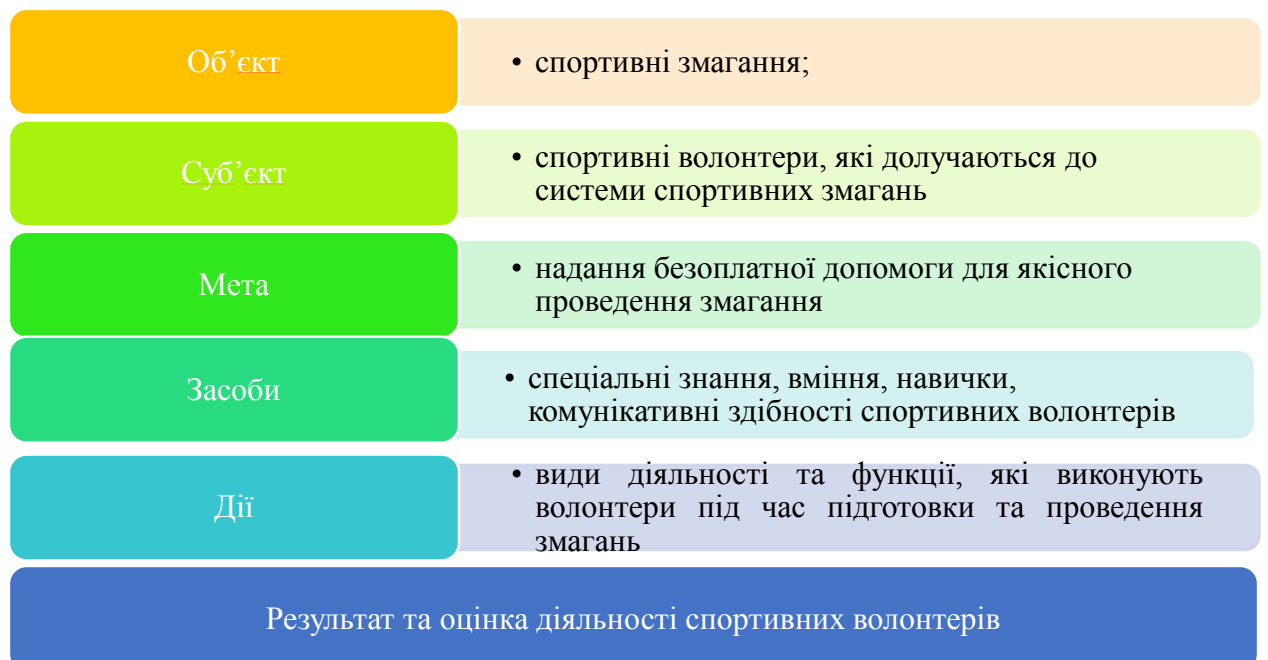 Об’єкт
• спортивні змагання;
Суб’єкт
• спортивні волонтери, які долучаються до
системи спортивних змагань
Мета
• надання безоплатної допомоги для якісного
проведення змагання
Засоби
• спеціальні знання, вміння, навички,
комунікативні здібності спортивних волонтерів
Дії
• види діяльності та функції, які виконують
волонтери під час підготовки та проведення
змагань
Результат та оцінка діяльності спортивних волонтерів